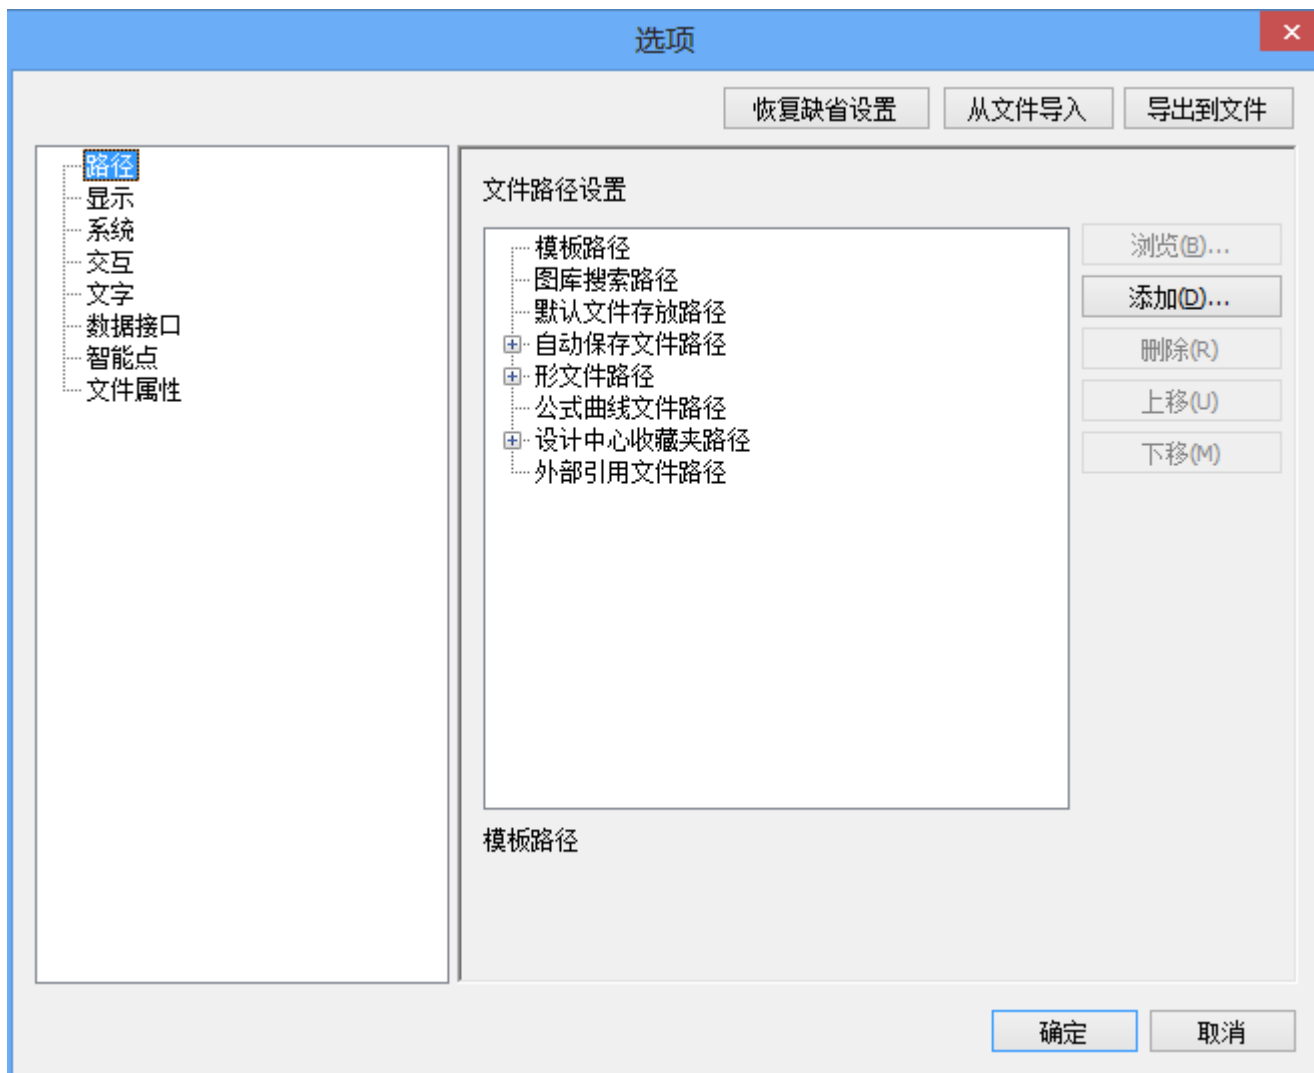 选项
恢复缺省设置 从文件导入 导出到文件
路径
显示
系统
交互
文字
数据接口
智能点
文件属性
文件路径设置
模板路径
图库搜索路径
默认文件存放路径
自动保存文件路径
形文件路径
公式曲线文件路径
设计中心收藏夹路径
外部引用文件路径
浏览(B)...
添加(D)...
删除(R)
上移(U)
下移(M)
模板路径
确定 取消